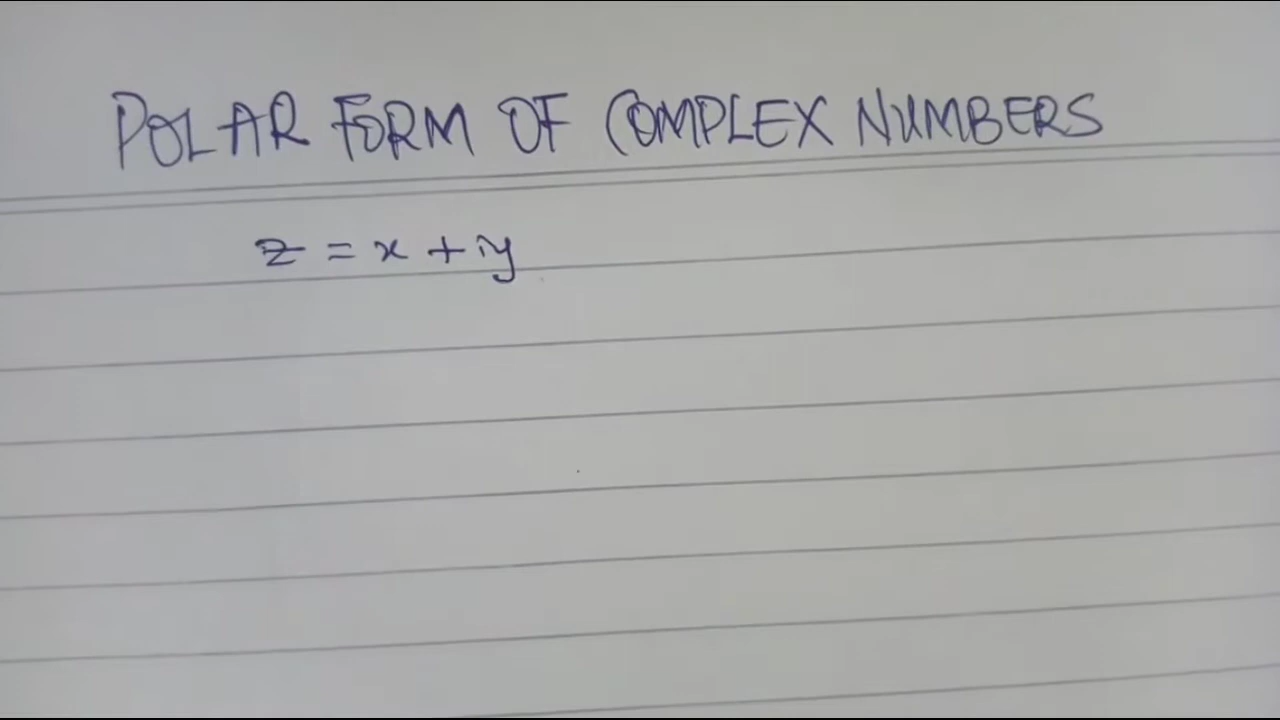 POLAR FORM OF COMPLEX NUMBERS
z = x + iy